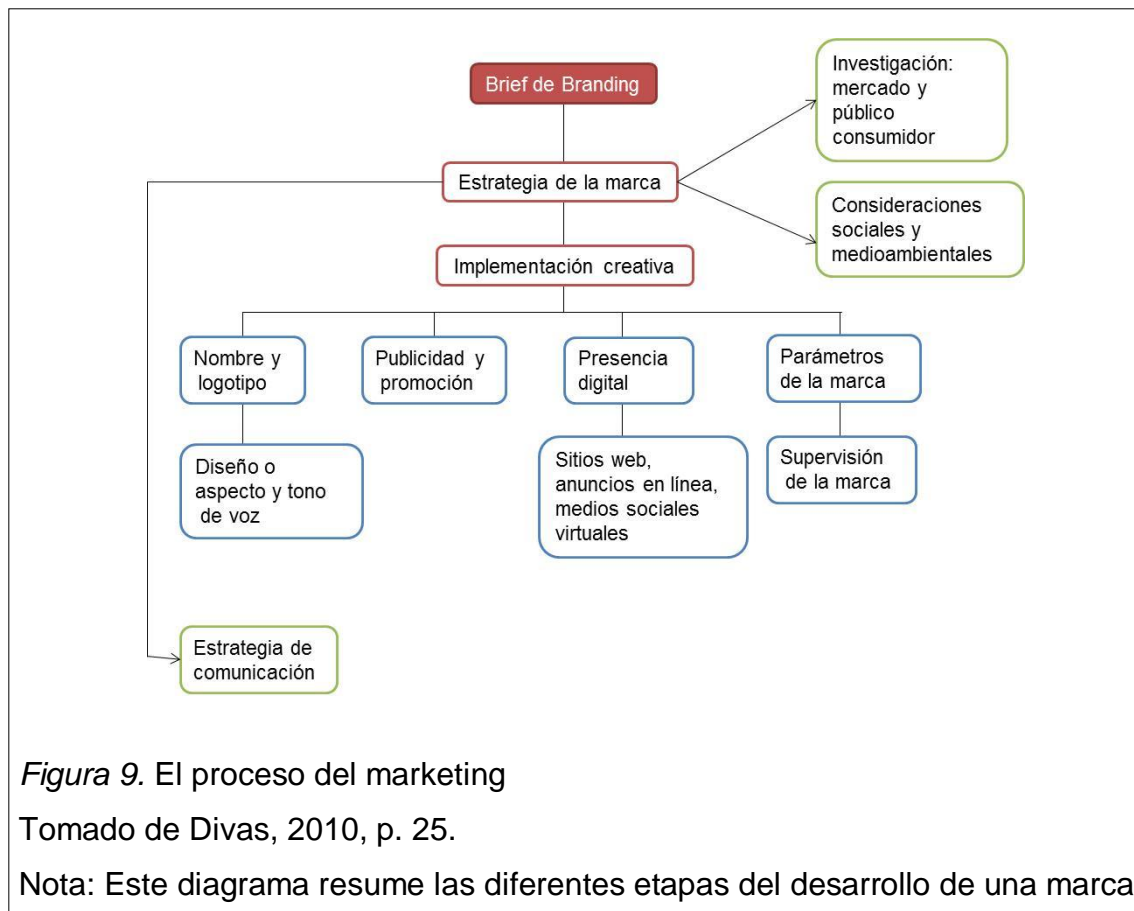 Brief de Branding
Investigación:
mercado y
público
consumidor
Estrategia de la marca
Consideraciones
sociales y
medioambientales
Implementación creativa
Nombre y
logotipo
Publicidad y
promoción
Presencia
digital
Parámetros
de la marca
Diseño o
aspecto y tono
de voz
Sitios web,
anuncios en línea,
medios sociales
virtuales
Supervisión
de la marca
Estrategia de
comunicación
Figura 9. El proceso del marketing
Tomado de Divas, 2010, p. 25.
Nota: Este diagrama resume las diferentes etapas del desarrollo de una marca